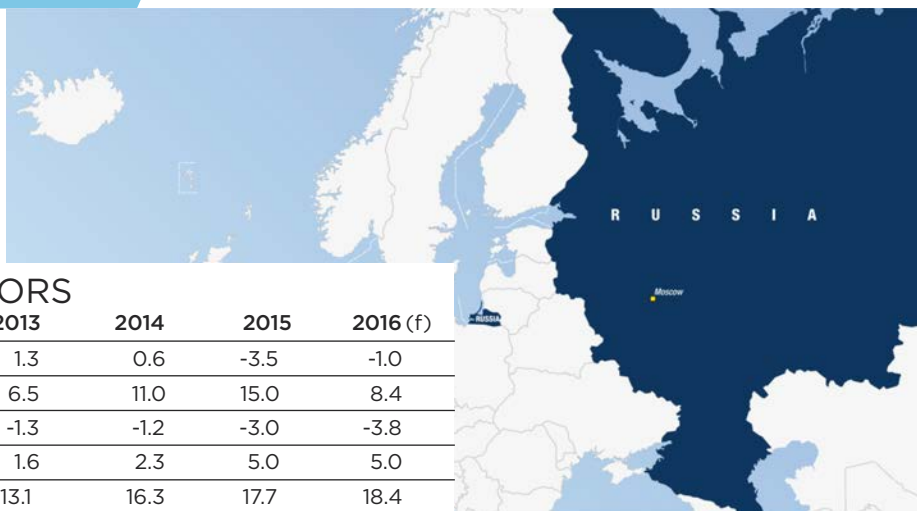 R U S S I A
Moscow
RUSSIA
ORS
2013 2014 2015 2016 (f)
1.3 0.6 -3.5 -1.0
6.5 11.0 15.0 8.4
-1.3 -1.2 -3.0 -3.8
1.6 2.3 5.0 5.0
13.1 16.3 17.7 18.4